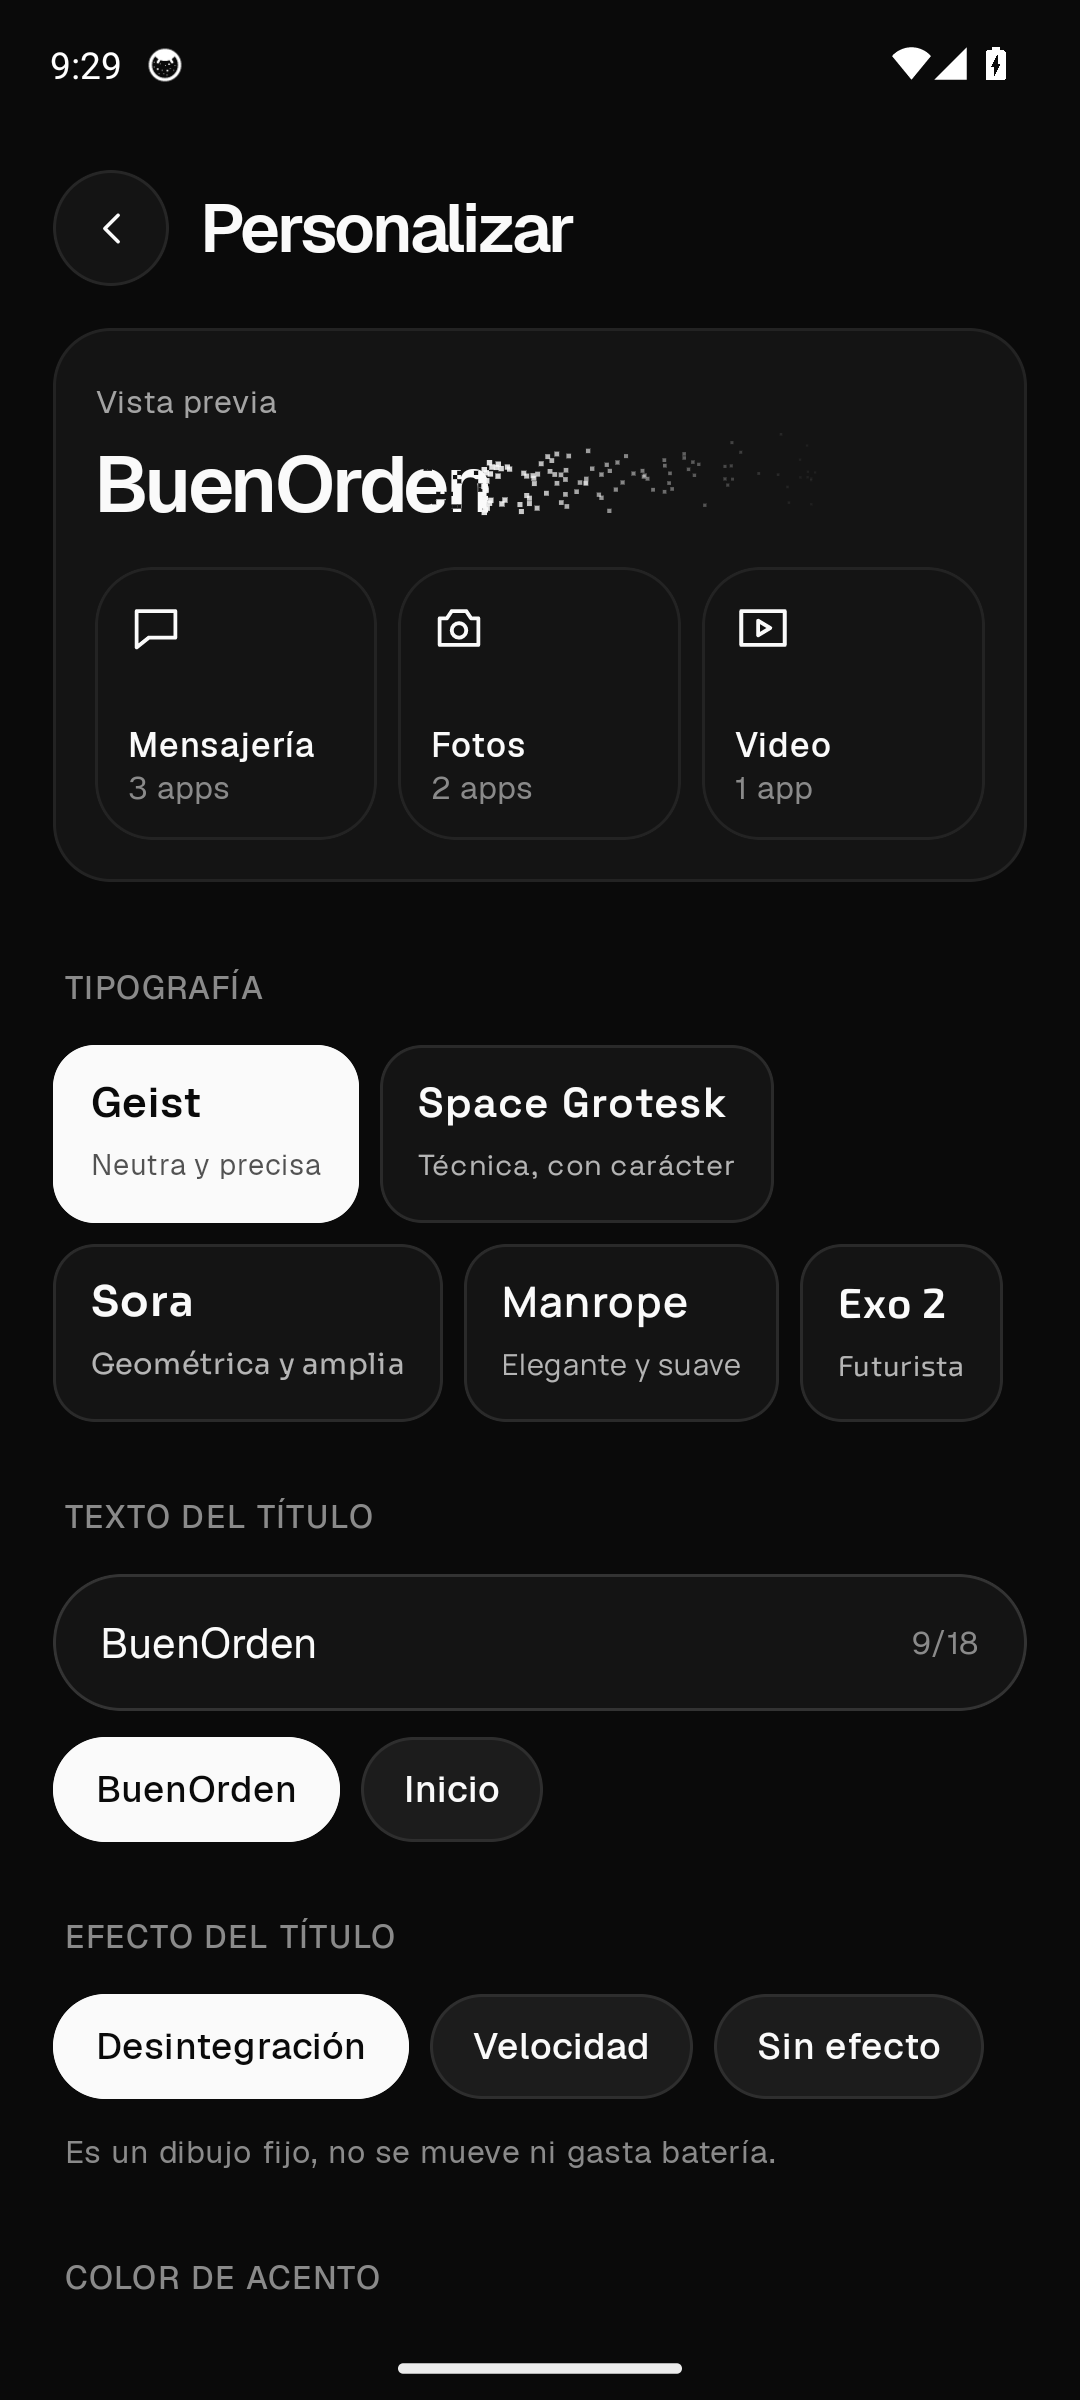 9:29
Personalizar
Vista previa
BuenOrden
Mensajería
3 apps
Fotos
2 apps
Video
1 app
TIPOGRAFÍA
Geist
Neutra y precisa
Space Grotesk
Técnica, con carácter
Sora
Geométrica y amplia
Manrope
Elegante y suave
Exo 2
Futurista
TEXTO DEL TÍTULO
BuenOrden
9/18
BuenOrden
Inicio
EFECTO DEL TÍTULO
Desintegración
Velocidad
Sin efecto
Es un dibujo fijo, no se mueve ni gasta batería.
COLOR DE ACENTO